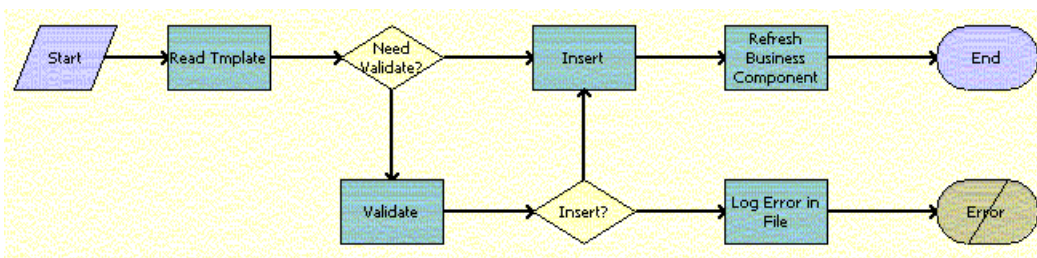 Start
Read Tmplate
Need
Validate?
Insert
Refresh
Business
Component
End
Validate
Insert?
Log Error in
File
Error